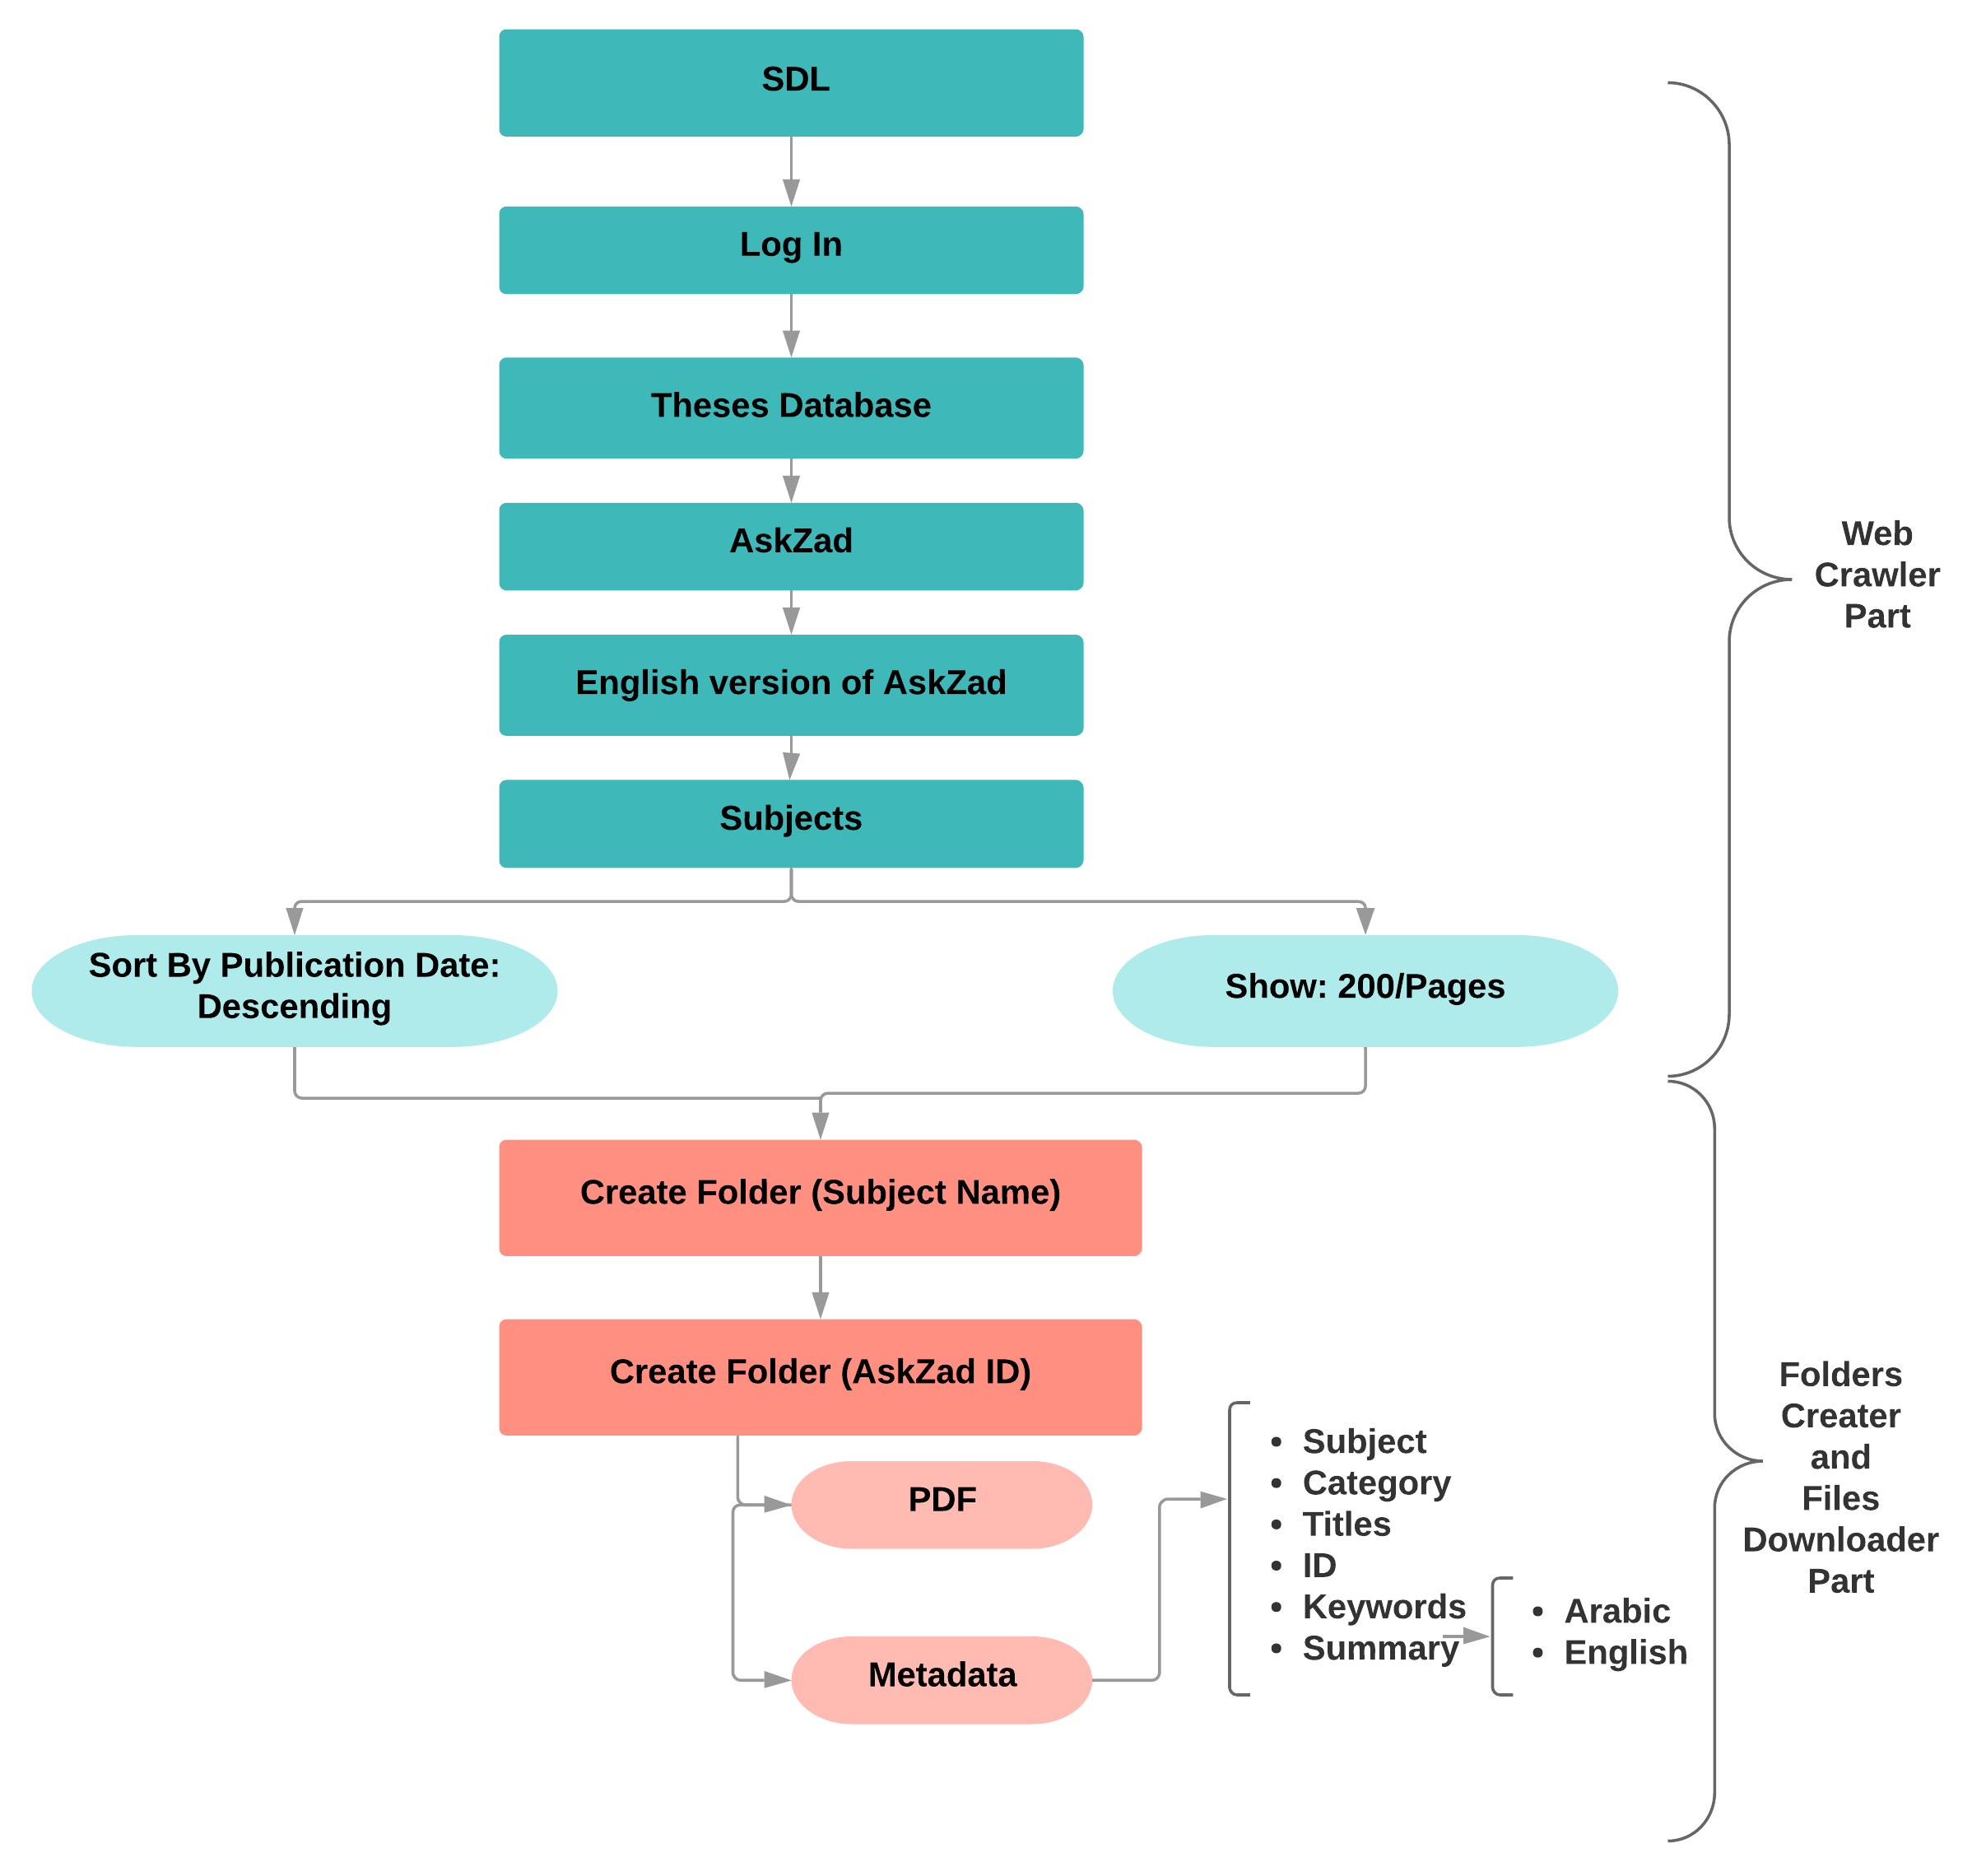 SDL
Log In
Theses Database
AskZad
English version of AskZad
Subjects
Sort By Publication Date:
Descending
Show: 200/Pages
Web
Crawler
Part
Create Folder (Subject Name)
Create Folder (AskZad ID)
PDF
Metadata
• Subject
• Category
• Titles
• ID
• Keywords
• Summary
• Arabic
• English
Folders
Creater
and
Files
Downloader
Part